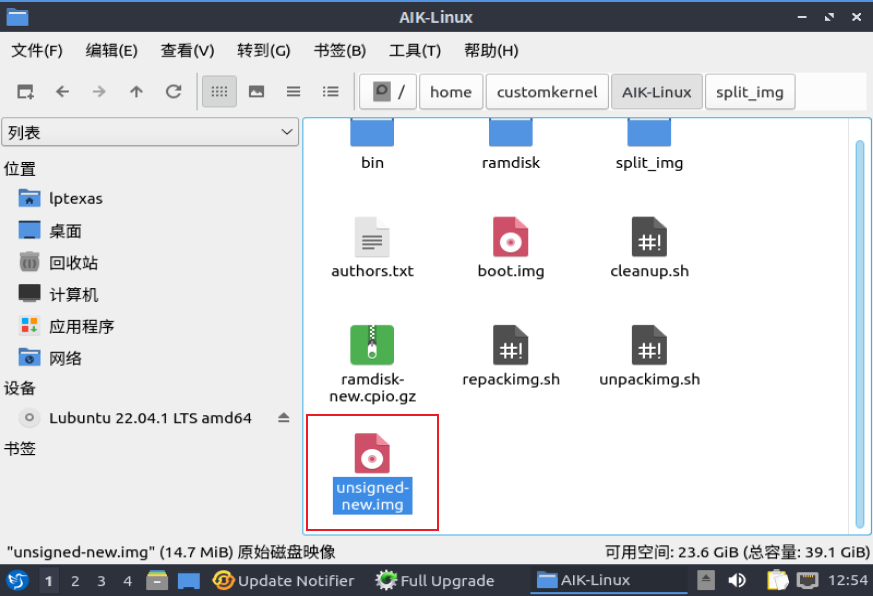 AIK-Linux
文件(F) 编辑(E) 查看(V) 转到(G) 书签(B) 工具(T) 帮助(H)
/ home customkernel AIK-Linux split_img
列表
位置
lptexas
桌面
回收站
计算机
应用程序
网络
设备
Lubuntu 22.04.1 LTS amd64
书签
bin ramdisk split_img
authors.txt boot.img cleanup.sh
ramdisk-
new.cpio.gz
repackimg.sh unpackimg.sh
unsigned-
new.img
"unsigned-new.img" (14.7 MiB) 原始磁盘映像 可用空间: 23.6 GiB (总容量: 39.1 GiB)
1 2 3 4 Update Notifier Full Upgrade AIK-Linux 12:54